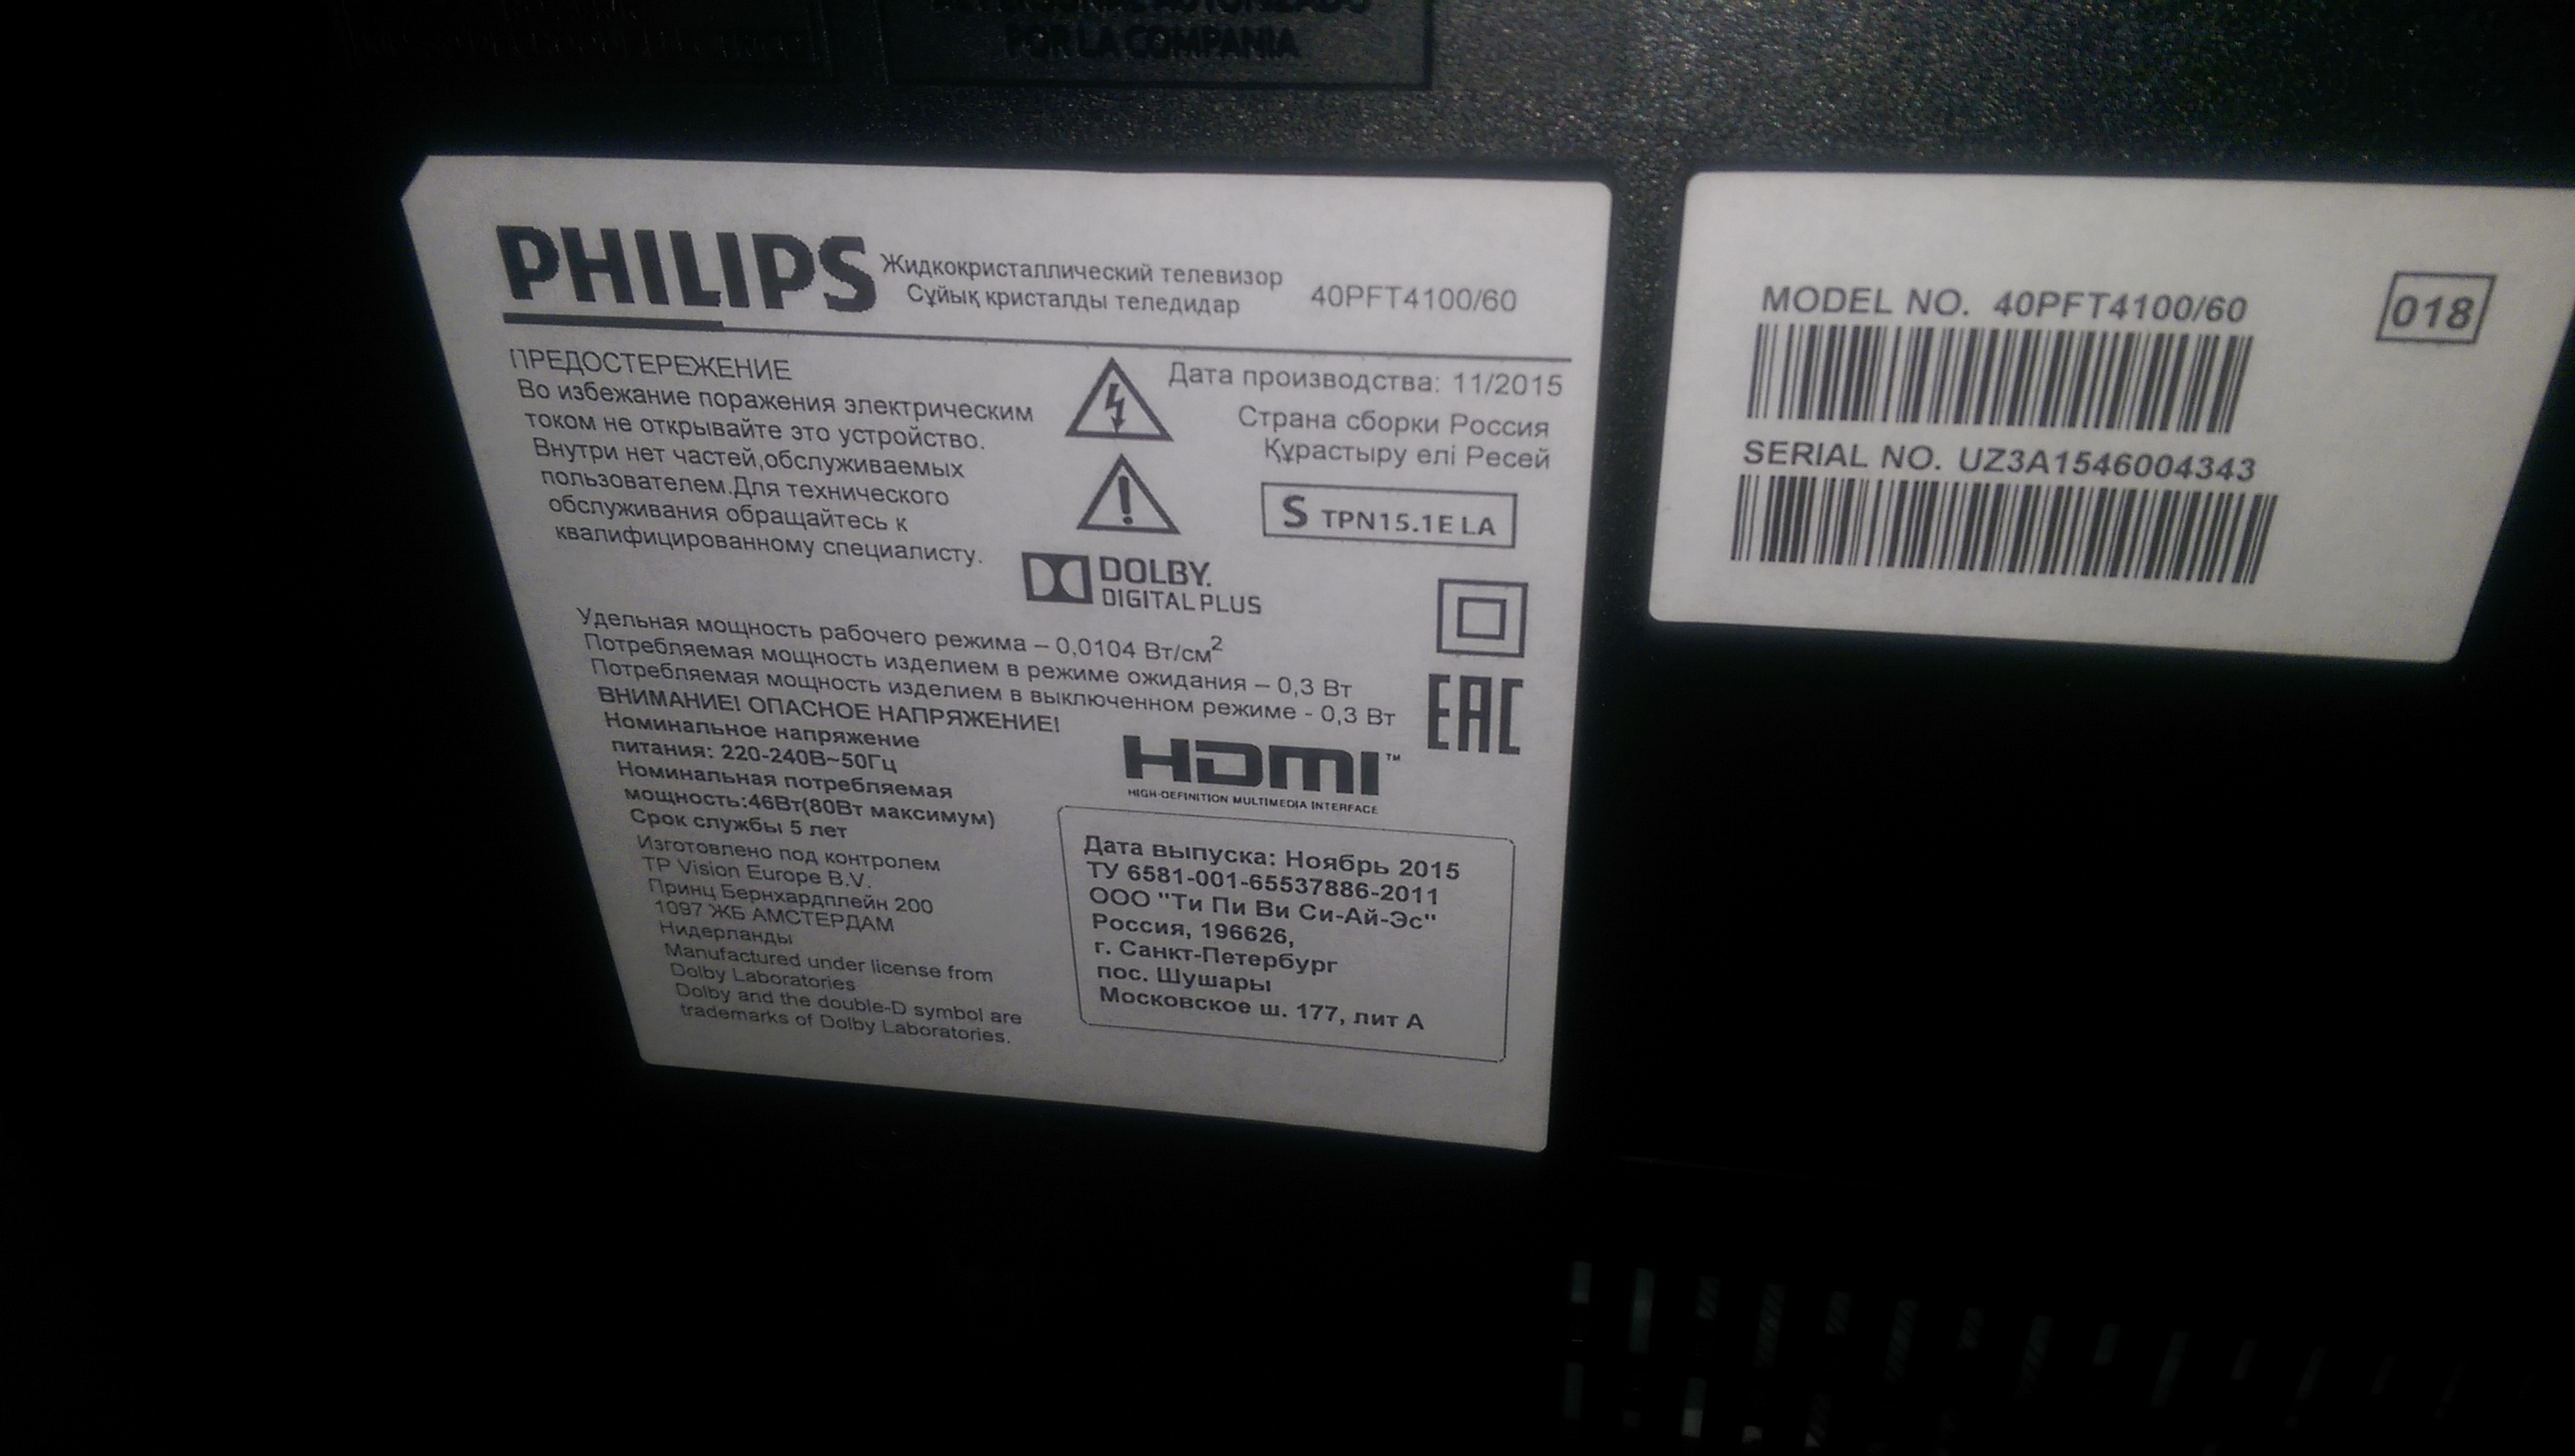 POR LA COMPANIA
PHILIPS
Жидкокристаллический телевизор
Сұйық кристалды теледидар
40PFT4100/60
ПРЕДОСТЕРЕЖЕНИЕ
Во избежание поражения электрическим
током не открывайте это устройство.
Внутри нет частей,обслуживаемых
пользователем.Для технического
обслуживания обращайтесь к
квалифицированному специалисту.
Дата производства: 11/2015
Страна сборки Россия
Құрастыру елі Ресей
S TPN15.1E LA
DOLBY.
DIGITAL PLUS
Удельная мощность рабочего режима – 0,0104 Вт/см2
Потребляемая мощность изделием в режиме ожидания – 0,3 Вт
Потребляемая мощность изделием в выключенном режиме - 0,3 Вт
ВНИМАНИЕ! ОПАСНОЕ НАПРЯЖЕНИЕ!
Номинальное напряжение
питания: 220-240В~50Гц
Номинальная потребляемая
мощность:46Вт(80Вт максимум)
Срок службы 5 лет
Изготовлено под контролем
TP Vision Europe B.V.
Принц Бернхардплейн 200
1097 ЖБ АМСТЕРДАМ
Нидерланды
Manufactured under license from
Dolby Laboratories
Dolby and the double-D symbol are
trademarks of Dolby Laboratories.
EAC
HDMI™
HIGH-DEFINITION MULTIMEDIA INTERFACE
Дата выпуска: Ноябрь 2015
ТУ 6581-001-65537886-2011
ООО "Ти Пи Ви Си-Ай-Эс"
Россия, 196626,
г. Санкт-Петербург
пос. Шушары
Московское ш. 177, лит А
MODEL NO. 40PFT4100/60
018
SERIAL NO. UZ3A1546004343